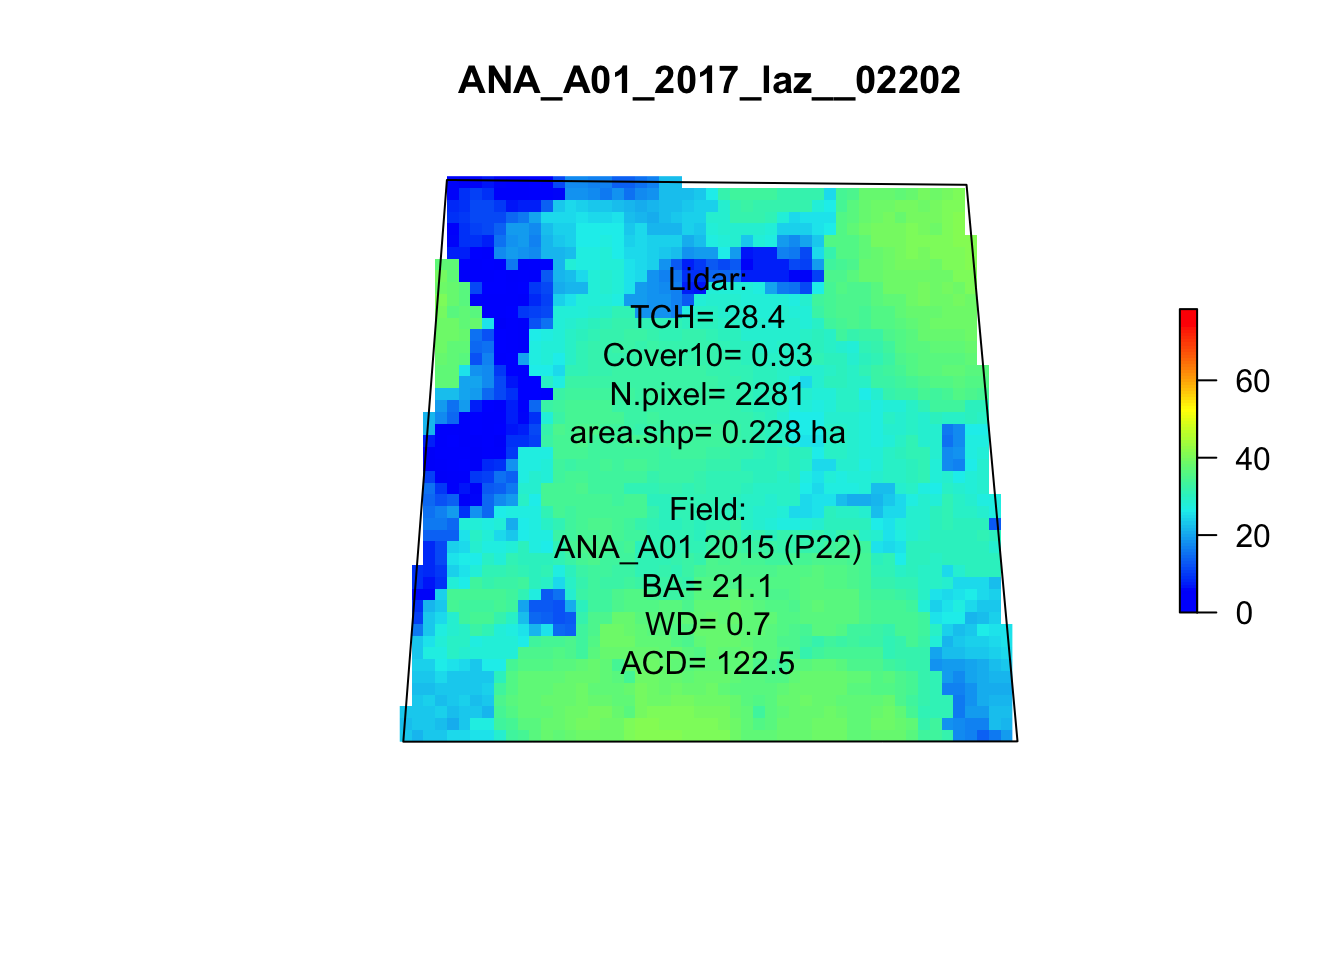 ANA_A01_2017_laz__02202
Lidar:
TCH= 28.4
Cover10= 0.93
N.pixel= 2281
area.shp= 0.228 ha
Field:
ANA_A01 2015 (P22)
BA= 21.1
WD= 0.7
ACD= 122.5
60
40
20
0